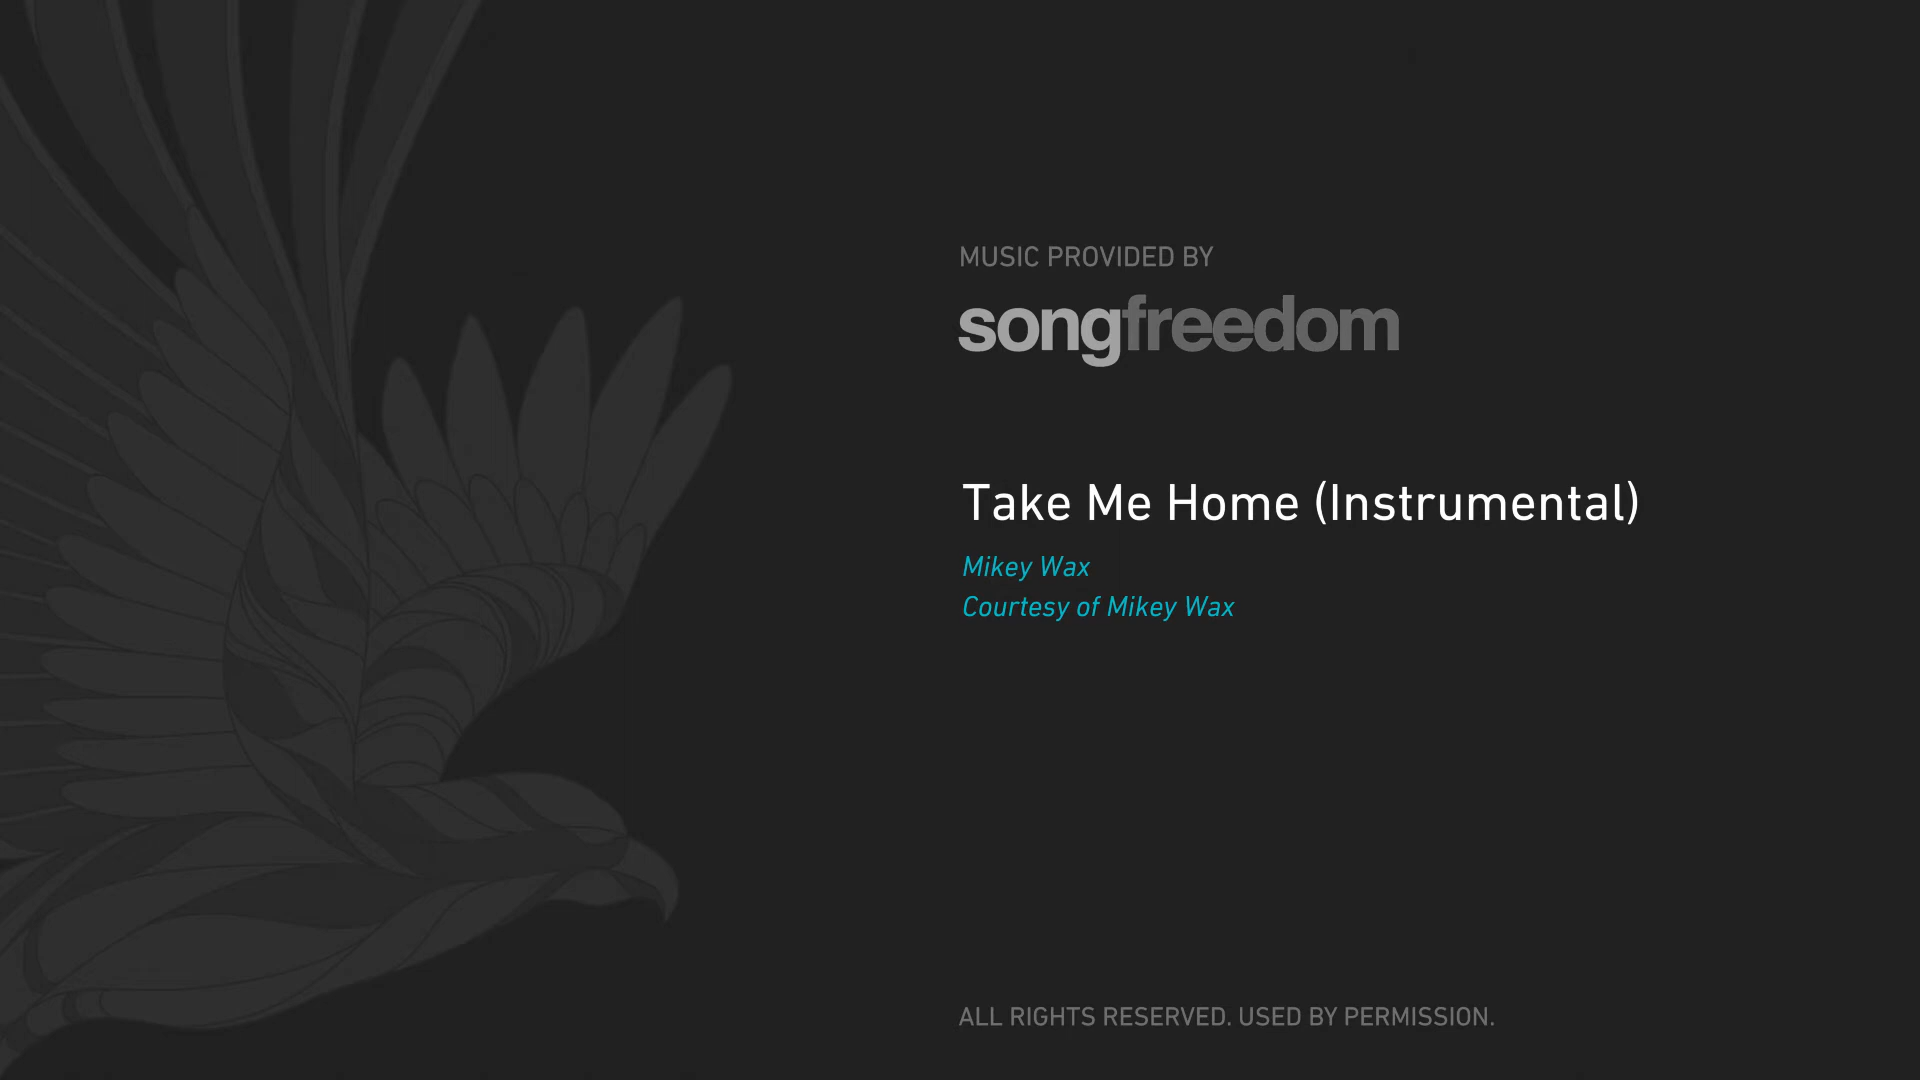 MUSIC PROVIDED BY
songfreedom
Take Me Home (Instrumental)
Mikey Wax
Courtesy of Mikey Wax
ALL RIGHTS RESERVED. USED BY PERMISSION.